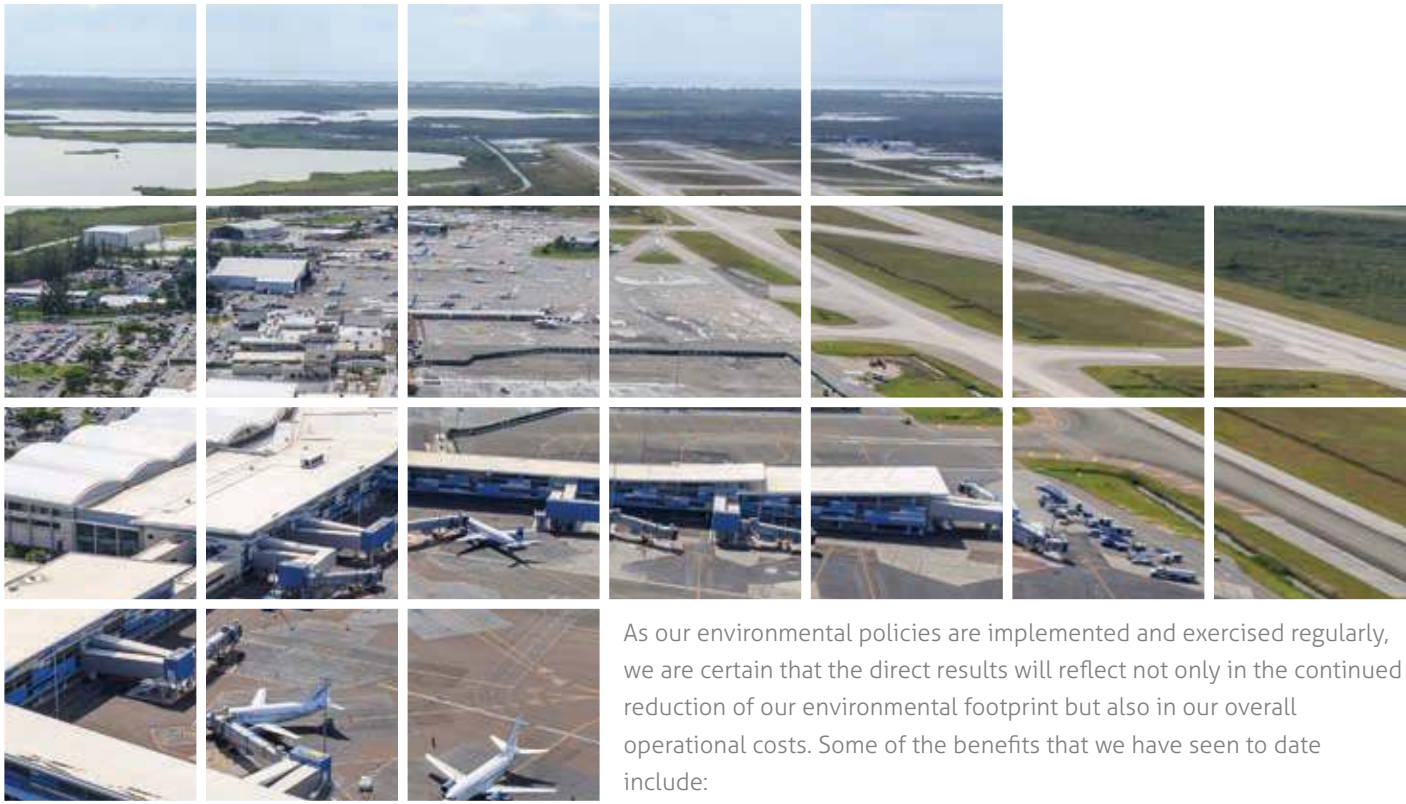 As our environmental policies are implemented and exercised regularly,
we are certain that the direct results will reflect not only in the continued
reduction of our environmental footprint but also in our overall
operational costs. Some of the benefits that we have seen to date
include: